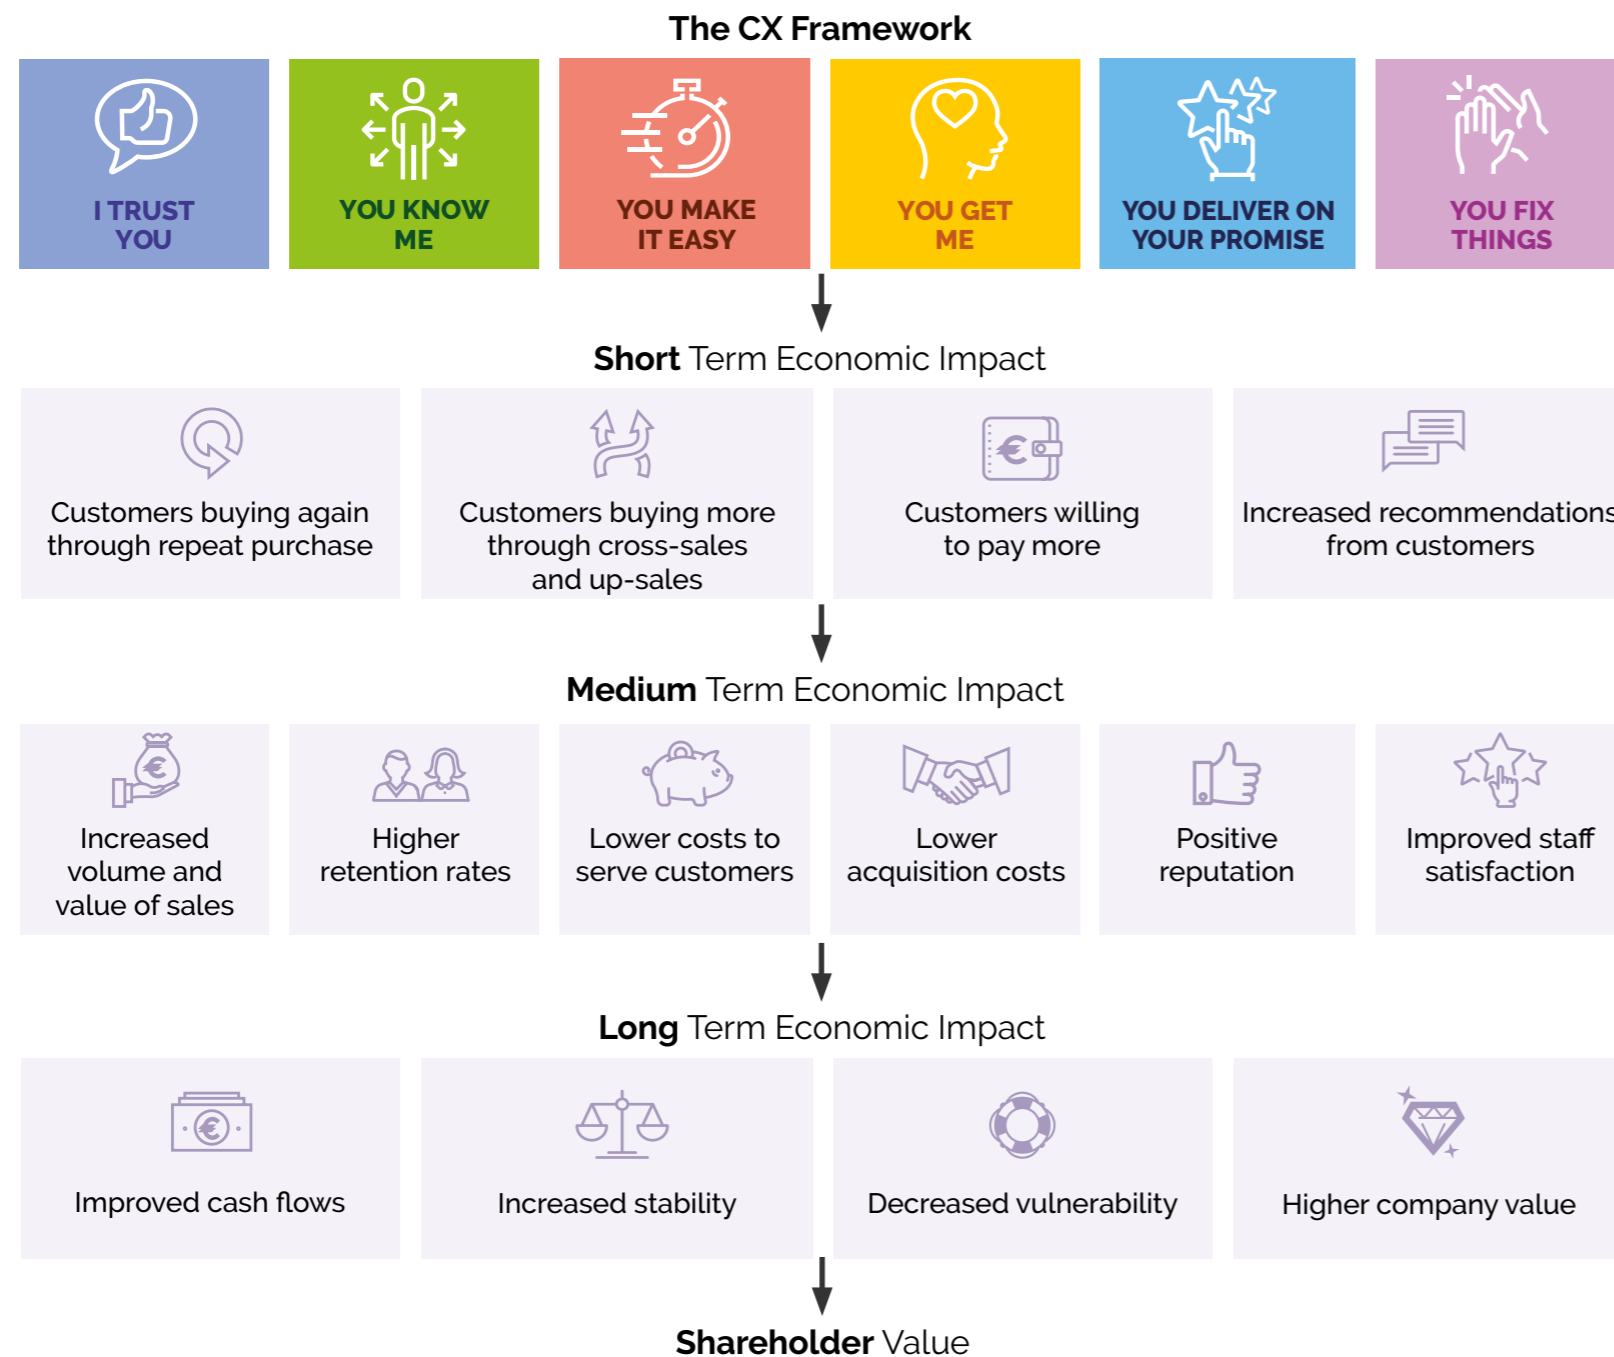 The CX Framework
I TRUST
YOU
YOU KNOW
ME
YOU MAKE
IT EASY
YOU GET
ME
YOU DELIVER ON
YOUR PROMISE
YOU FIX
THINGS
Short Term Economic Impact
Customers buying again
through repeat purchase
Customers buying more
through cross-sales
and up-sales
Customers willing
to pay more
Increased recommendations
from customers
Medium Term Economic Impact
Increased
volume and
value of sales
Higher
retention rates
Lower costs to
serve customers
Lower
acquisition costs
Positive
reputation
Improved staff
satisfaction
Long Term Economic Impact
Improved cash flows
Increased stability
Decreased vulnerability
Higher company value
Shareholder Value